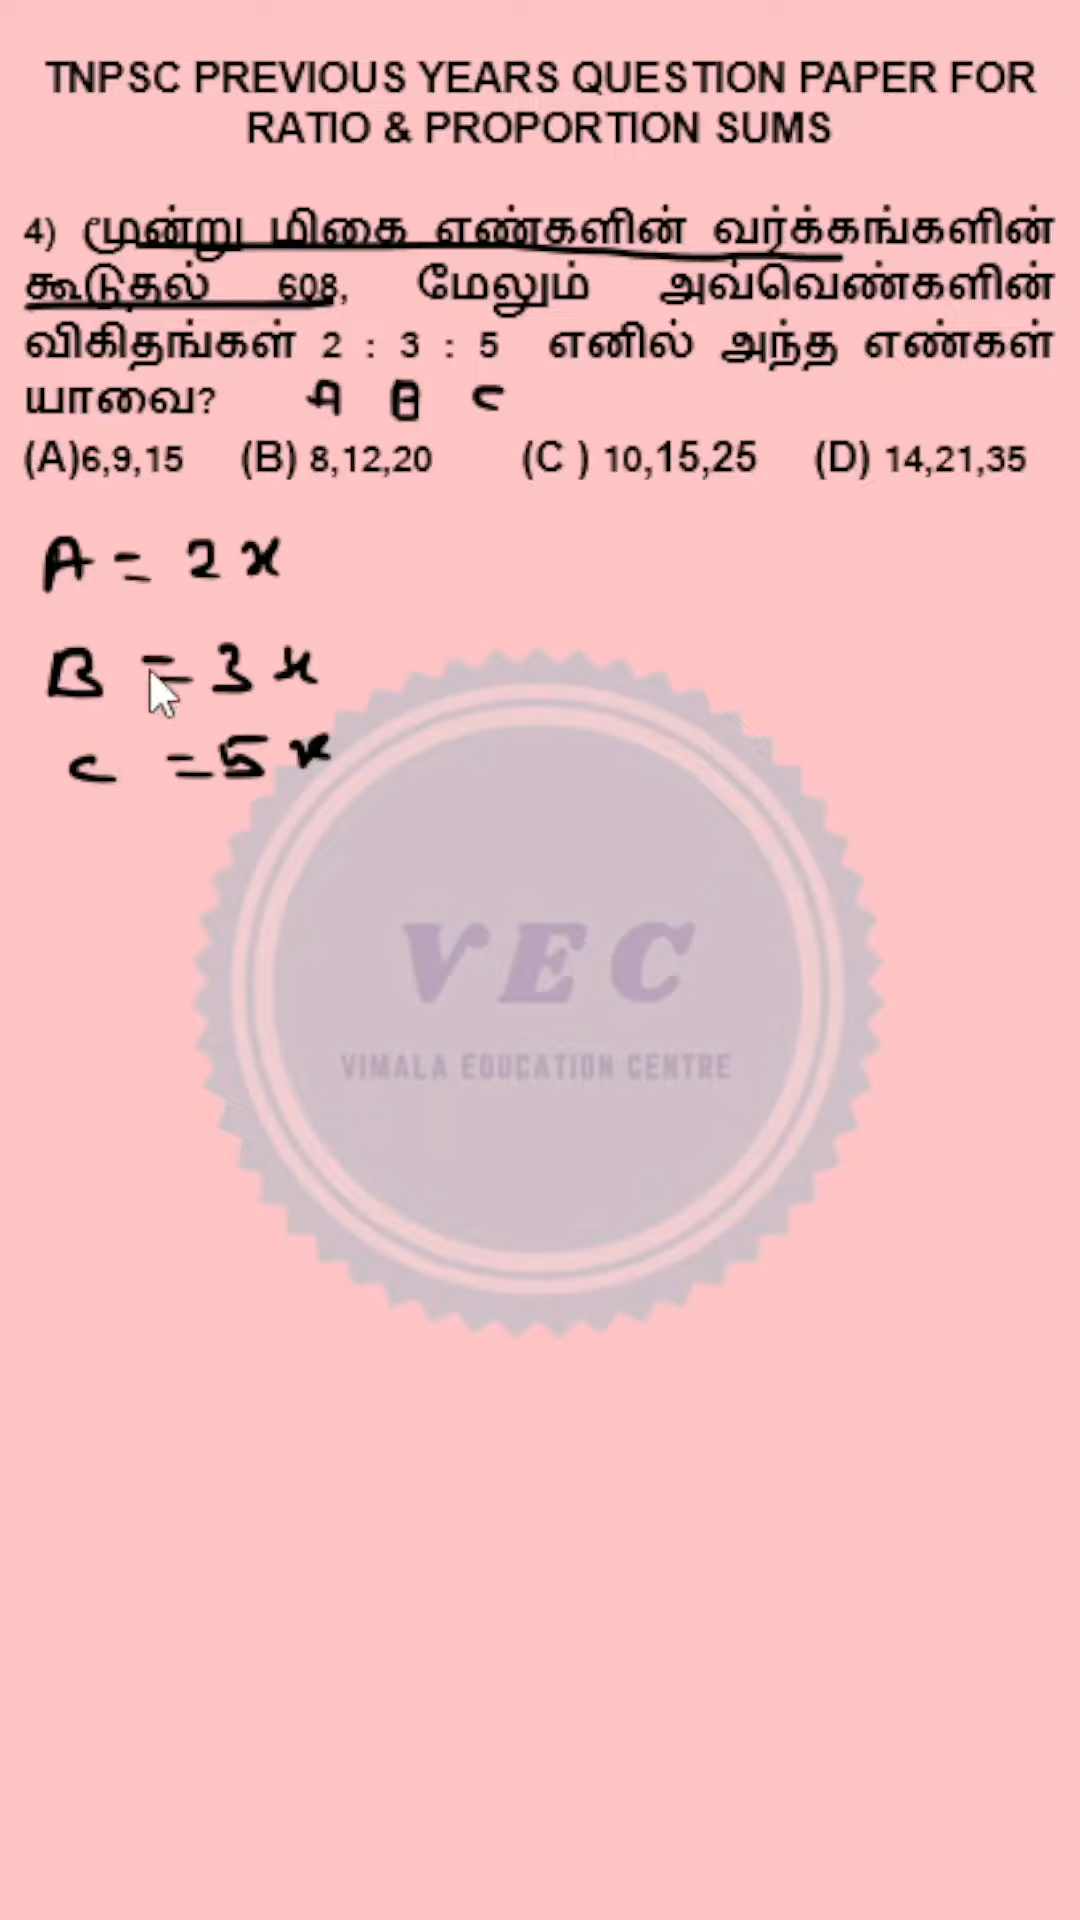 TNPSC PREVIOUS YEARS QUESTION PAPER FOR
RATIO & PROPORTION SUMS
4) மூன்று மிகை எண்களின் வர்க்கங்களின்
கூடுதல் 608, மேலும் அவ்வெண்களின்
விகிதங்கள் 2 : 3 : 5 எனில் அந்த எண்கள்
யாவை? A B C
(A)6,9,15 (B) 8,12,20 (C ) 10,15,25 (D) 14,21,35
A = 2x
B = 3x
C = 5x
VEC
VIMALA EDUCATION CENTRE